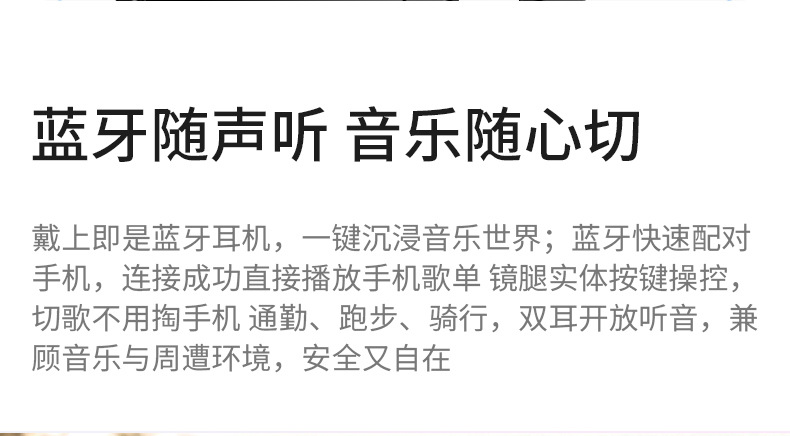 蓝牙随声听 音乐随心切
戴上即是蓝牙耳机，一键沉浸音乐世界；蓝牙快速配对
手机，连接成功直接播放手机歌单 镜腿实体按键操控，
切歌不用掏手机 通勤、跑步、骑行，双耳开放听音，兼
顾音乐与周遭环境，安全又自在